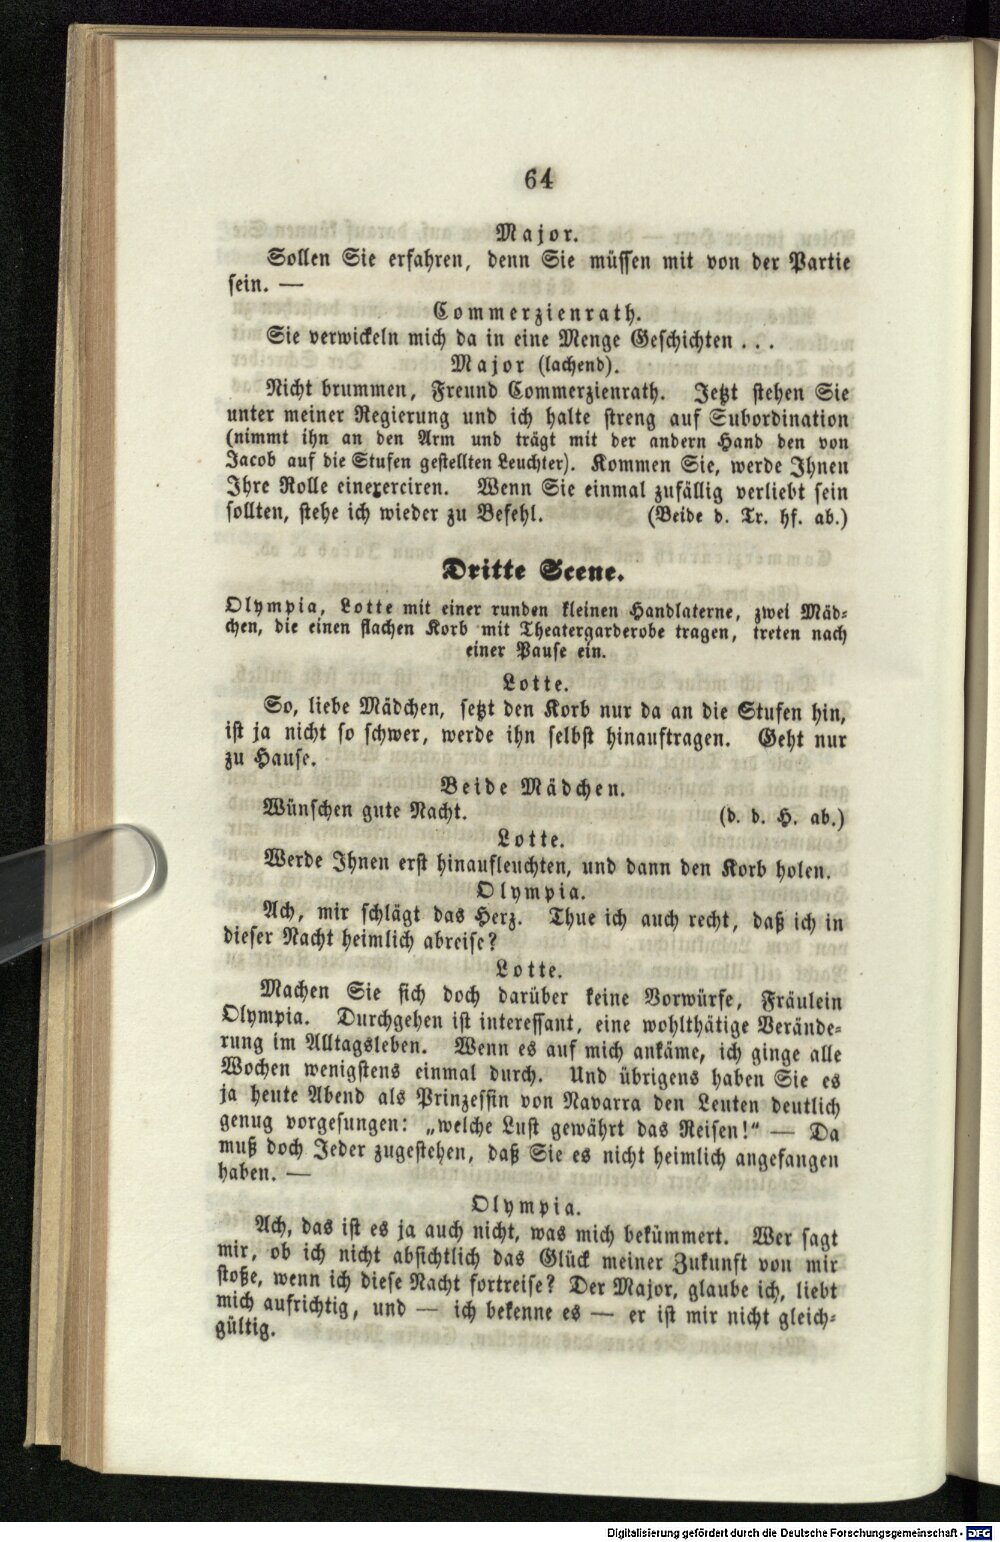 64
Major.
Sollen Sie erfahren, denn Sie müssen mit von der Partie
sein. —
Commerzienrath.
Sie verwickeln mich da in eine Menge Geschichten . . .
Major (lachend).
Nicht brummen, Freund Commerzienrath. Jetzt stehen Sie
unter meiner Regierung und ich halte streng auf Subordination
(nimmt ihn an den Arm und trägt mit der andern Hand den von
Jacob auf die Stufen gestellten Leuchter). Kommen Sie, werde Ihnen
Ihre Rolle einexerciren. Wenn Sie einmal zufällig verliebt sein
sollten, stehe ich wieder zu Befehl. (Beide d. Tr. hf. ab.)
Dritte Scene.
Olympia, Lotte mit einer runden kleinen Handlaterne, zwei Mäd-
chen, die einen flachen Korb mit Theatergarderobe tragen, treten nach
einer Pause ein.
Lotte.
So, liebe Mädchen, setzt den Korb nur da an die Stufen hin,
ist ja nicht so schwer, werde ihn selbst hinauftragen. Geht nur
zu Hause.
Beide Mädchen.
Wünschen gute Nacht. (d. d. H. ab.)
Lotte.
Werde Ihnen erst hinaufleuchten, und dann den Korb holen.
Olympia.
Ach, mir schlägt das Herz. Thue ich auch recht, daß ich in
dieser Nacht heimlich abreise?
Lotte.
Machen Sie sich doch darüber keine Vorwürfe, Fräulein
Olympia. Durchgehen ist interessant, eine wohlthätige Verände-
rung im Alltagsleben. Wenn es auf mich ankäme, ich ginge alle
Wochen wenigstens einmal durch. Und übrigens haben Sie es
ja heute Abend als Prinzessin von Navarra den Leuten deutlich
genug vorgesungen: „welche Lust gewährt das Reisen!“ — Da
muß doch Jeder zugestehen, daß Sie es nicht heimlich angefangen
haben. —
Olympia.
Ach, das ist es ja auch nicht, was mich bekümmert. Wer sagt
mir, ob ich nicht absichtlich das Glück meiner Zukunft von mir
stoße, wenn ich diese Nacht fortreise? Der Major, glaube ich, liebt
mich aufrichtig, und — ich bekenne es — er ist mir nicht gleich-
gültig.
Digitalisierung gefördert durch die Deutsche Forschungsgemeinschaft - DFG